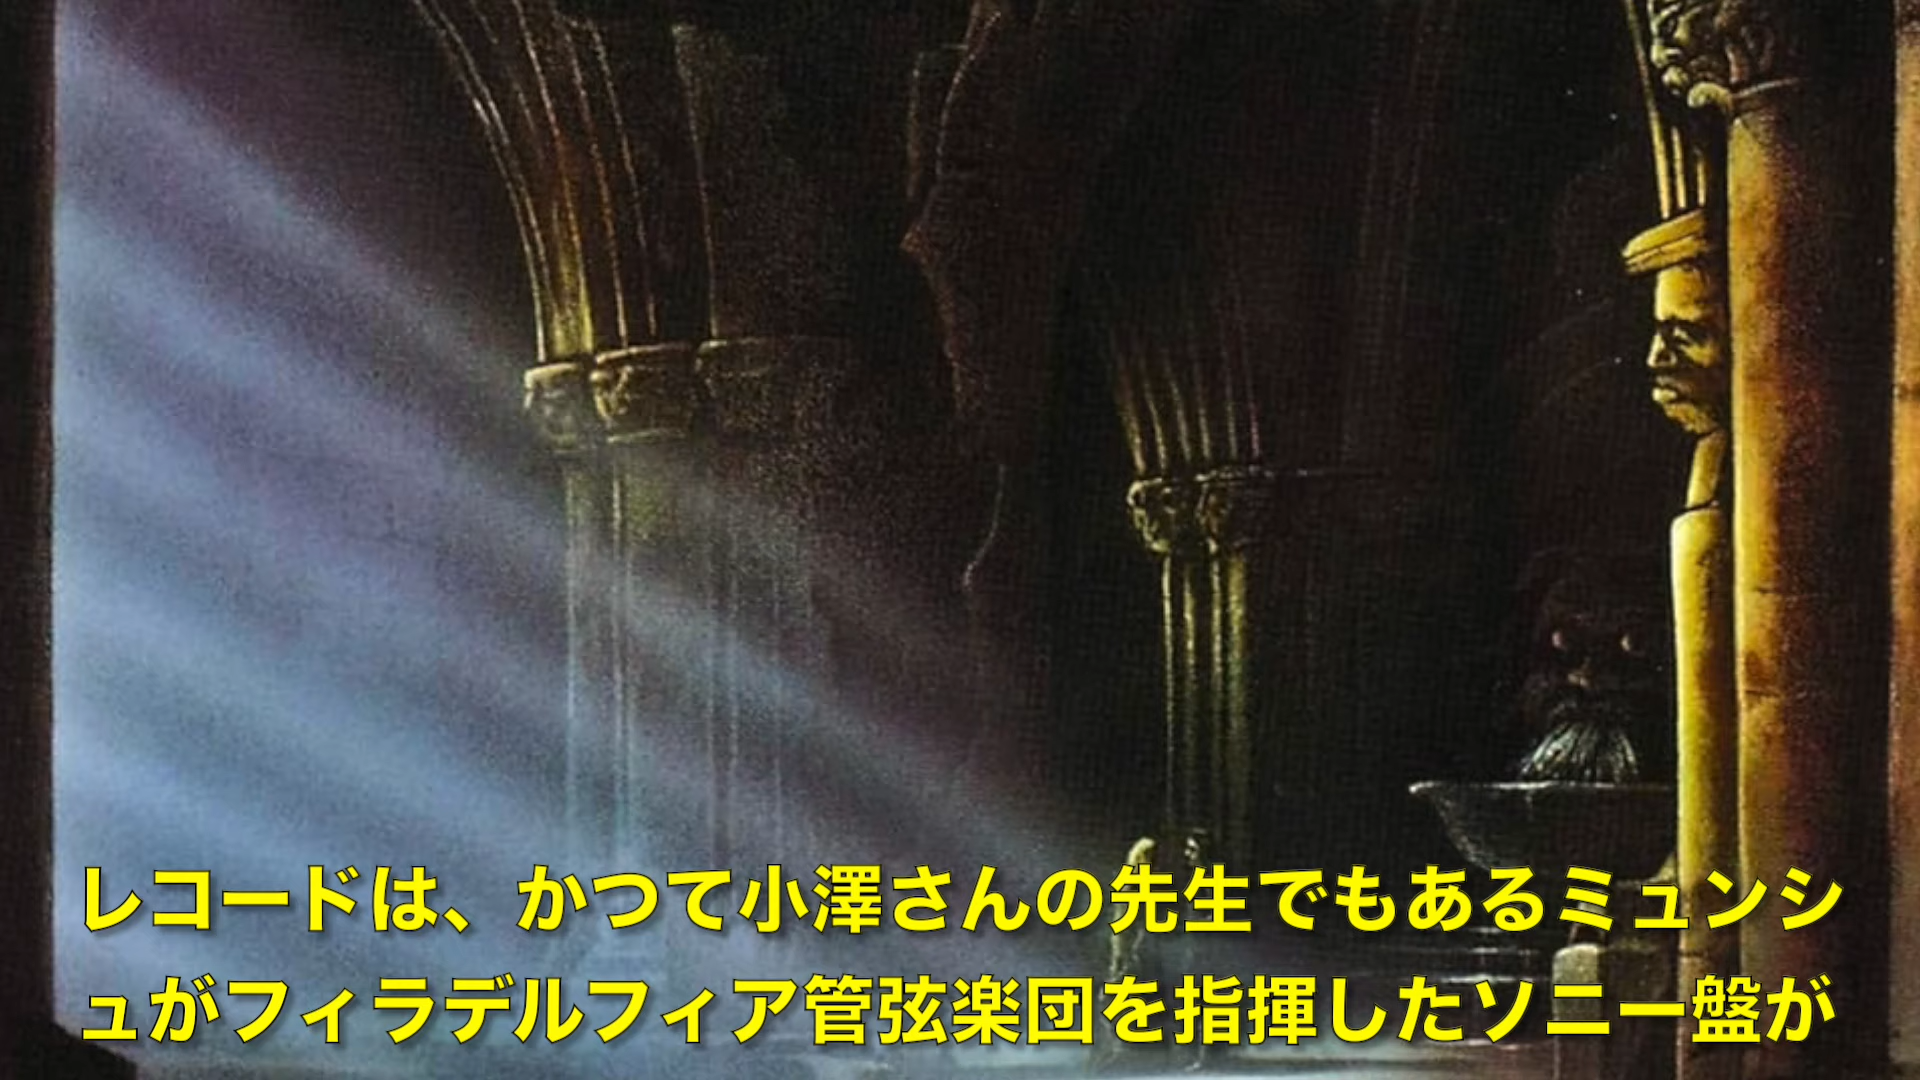 レコードは、かつて小澤さんの先生でもあるミュンシ
ュがフィラデルフィア管弦楽団を指揮したソニー盤が